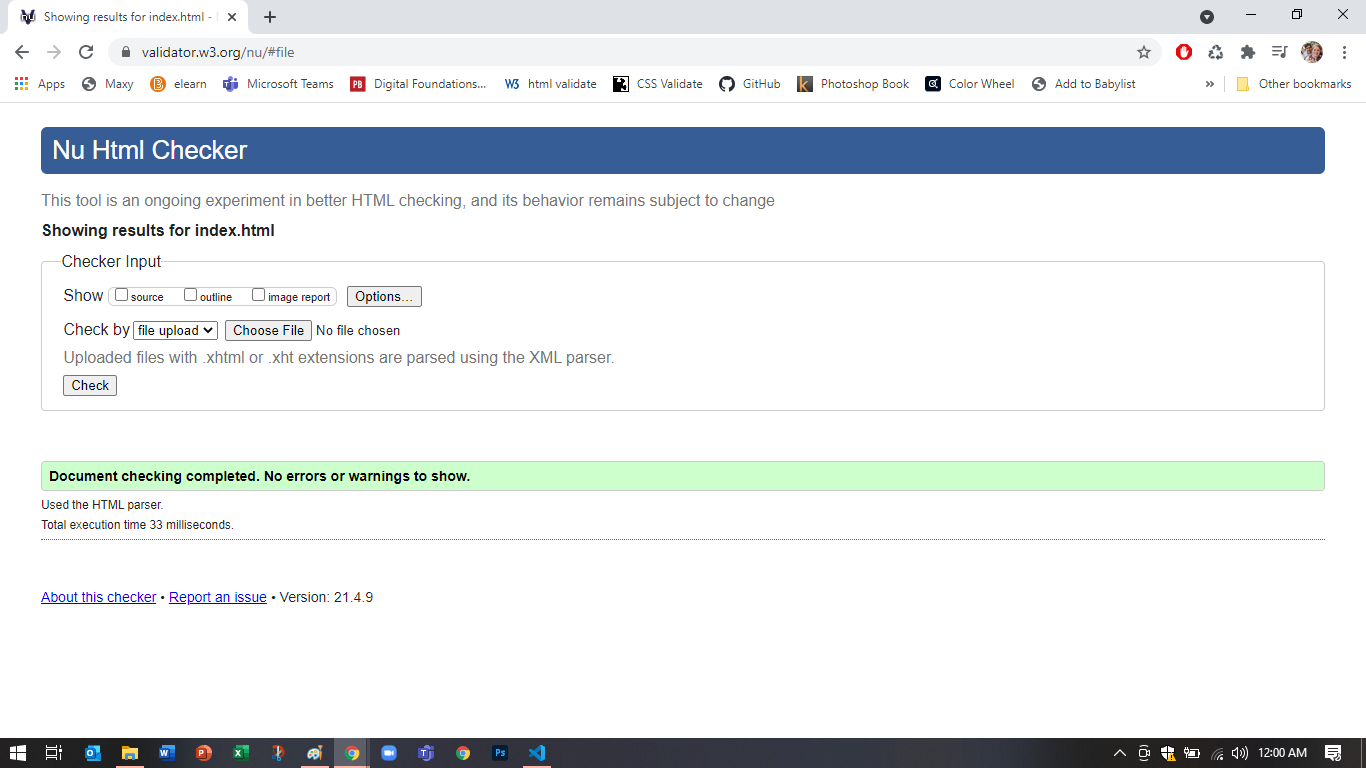 Showing results for index.html -
validator.w3.org/nu/#file
Apps Maxy elearn Microsoft Teams PB Digital Foundations... W3 html validate CSS Validate GitHub Photoshop Book Color Wheel Add to Babylist » Other bookmarks
Nu Html Checker
This tool is an ongoing experiment in better HTML checking, and its behavior remains subject to change
Showing results for index.html
Checker Input
Show source outline image report Options...
Check by file upload Choose File No file chosen
Uploaded files with .xhtml or .xht extensions are parsed using the XML parser.
Check
Document checking completed. No errors or warnings to show.
Used the HTML parser.
Total execution time 33 milliseconds.
About this checker • Report an issue • Version: 21.4.9
12:00 AM